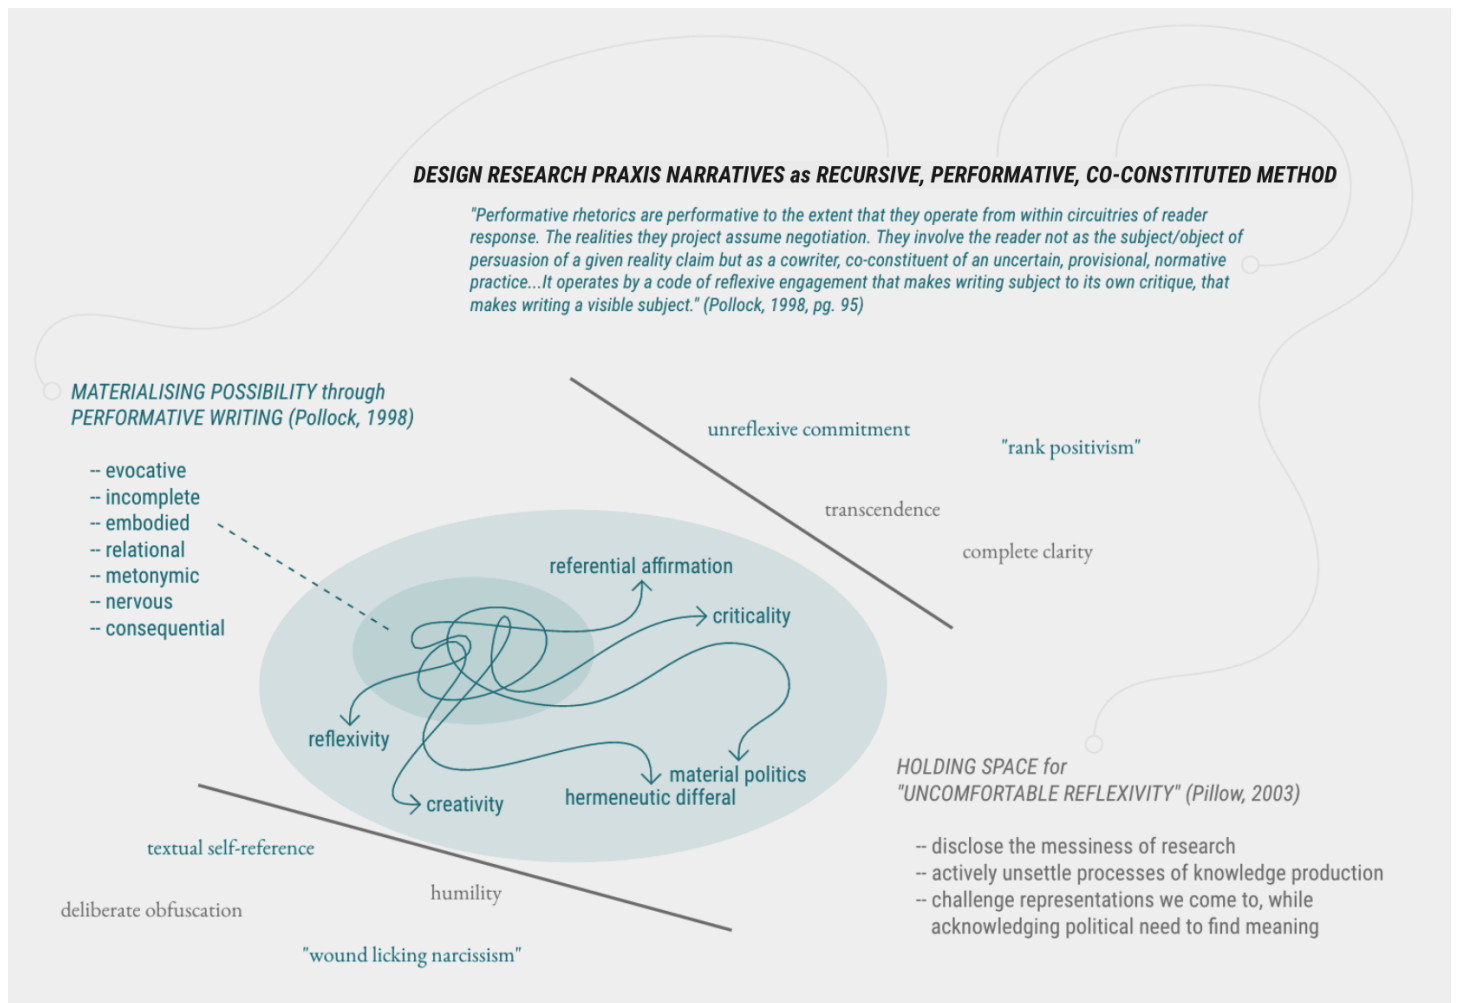 DESIGN RESEARCH PRAXIS NARRATIVES as RECURSIVE, PERFORMATIVE, CO-CONSTITUTED METHOD
"Performative rhetorics are performative to the extent that they operate from within circuitries of reader
response. The realities they project assume negotiation. They involve the reader not as the subject/object of
persuasion of a given reality claim but as a cowriter, co-constituent of an uncertain, provisional, normative
practice...It operates by a code of reflexive engagement that makes writing subject to its own critique, that
makes writing a visible subject." (Pollock, 1998, pg. 95)
MATERIALISING POSSIBILITY through
PERFORMATIVE WRITING (Pollock, 1998)
-- evocative
-- incomplete
-- embodied
-- relational
-- metonymic
-- nervous
-- consequential
unreflexive commitment
"rank positivism"
transcendence
complete clarity
referential affirmation
criticality
reflexivity
material politics
hermeneutic differal
creativity
textual self-reference
humility
deliberate obfuscation
"wound licking narcissism"
HOLDING SPACE for
"UNCOMFORTABLE REFLEXIVITY" (Pillow, 2003)
-- disclose the messiness of research
-- actively unsettle processes of knowledge production
-- challenge representations we come to, while
acknowledging political need to find meaning